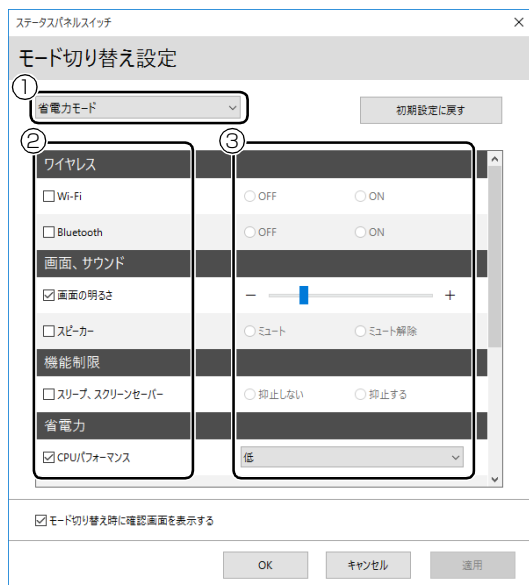 ステータスパネルスイッチ
モード切り替え設定
①
省電力モード 初期設定に戻す
② ③
ワイヤレス
Wi-Fi OFF ON
Bluetooth OFF ON
画面、サウンド
画面の明るさ − +
スピーカー ミュート ミュート解除
機能制限
スリープ、スクリーンセーバー 抑止しない 抑止する
省電力
CPUパフォーマンス 低
モード切り替え時に確認画面を表示する
OK キャンセル 適用